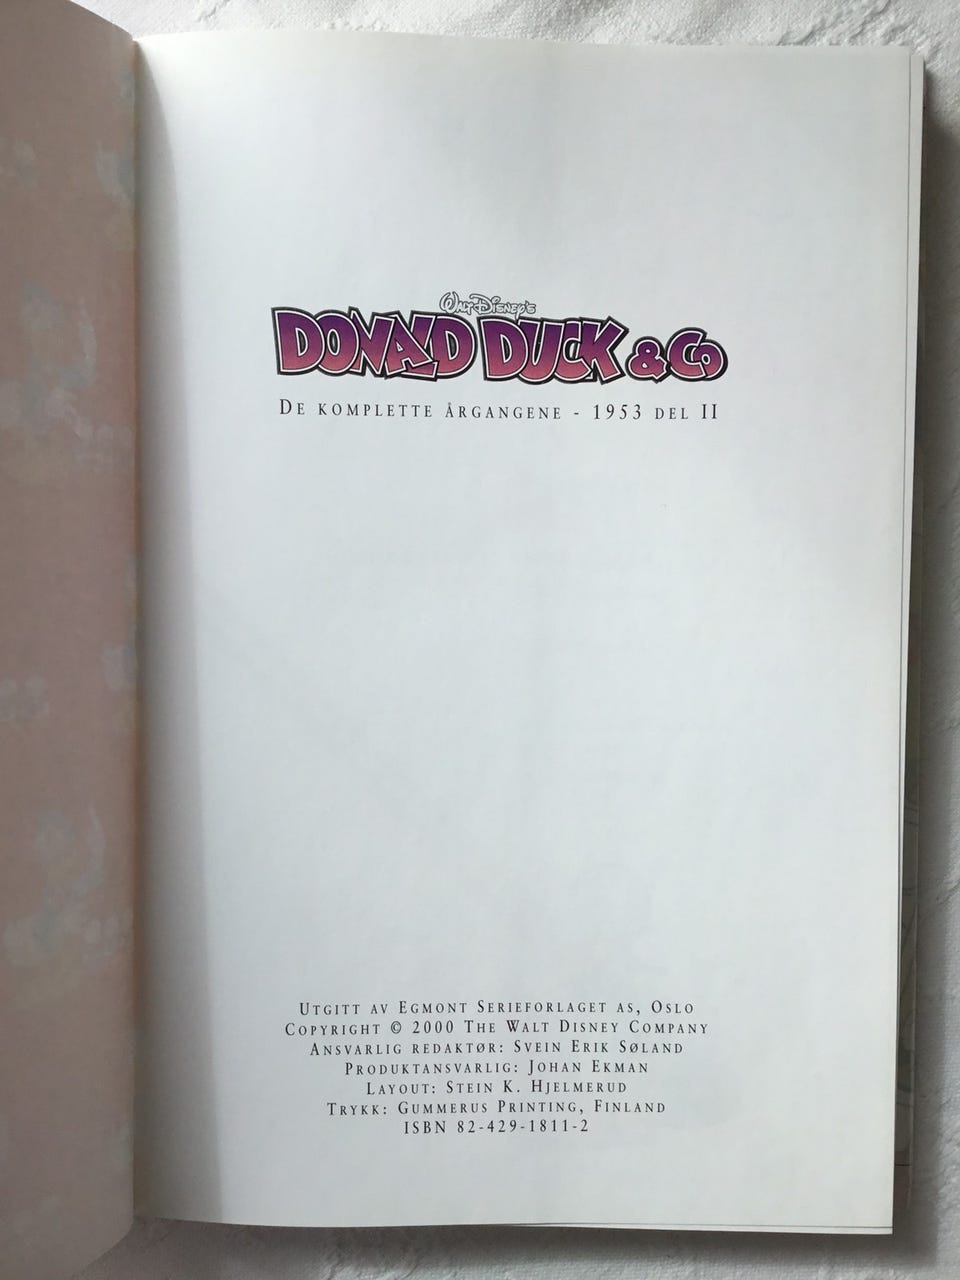 Walt Disney's
DONALD DUCK & Co
De komplette årgangene - 1953 del II
Utgitt av Egmont Serieforlaget as, Oslo
Copyright © 2000 The Walt Disney Company
Ansvarlig redaktør: Svein Erik Søland
Produktansvarlig: Johan Ekman
Layout: Stein K. Hjelmerud
Trykk: Gummerus Printing, Finland
ISBN 82-429-1811-2